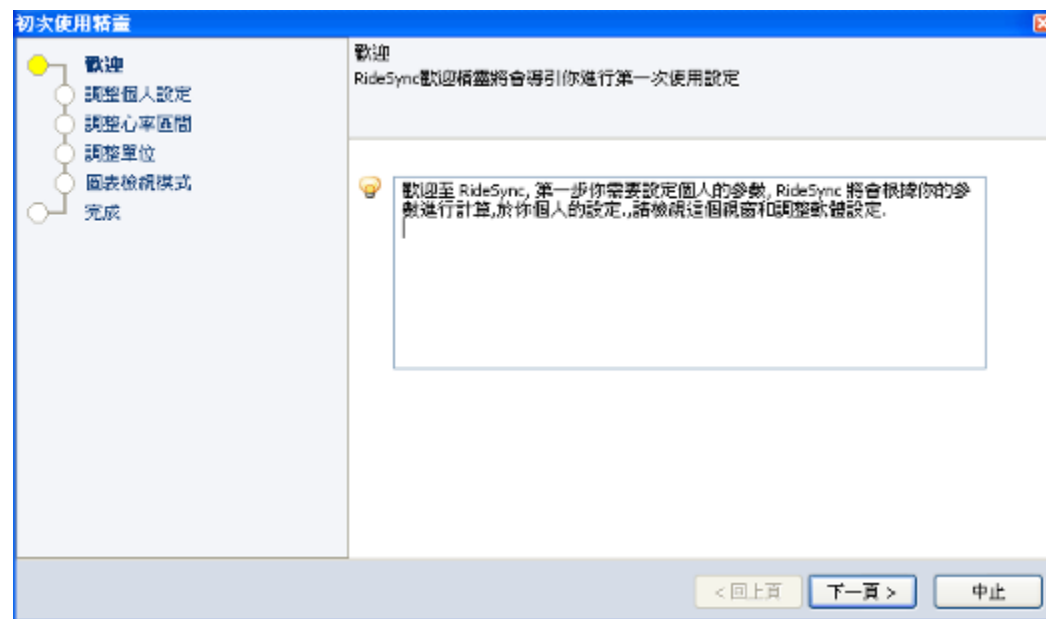 初次使用精靈
歡迎
調整個人設定
調整心率區間
調整單位
圖表檢視模式
完成
歡迎
RideSync歡迎精靈將會導引你進行第一次使用設定
歡迎至 RideSync, 第一步你需要設定個人的參數, RideSync 將會根據你的參
數進行計算,於你個人的設定.,請檢視這個視窗和調整軟體設定.
<回上頁
下一頁 >
中止